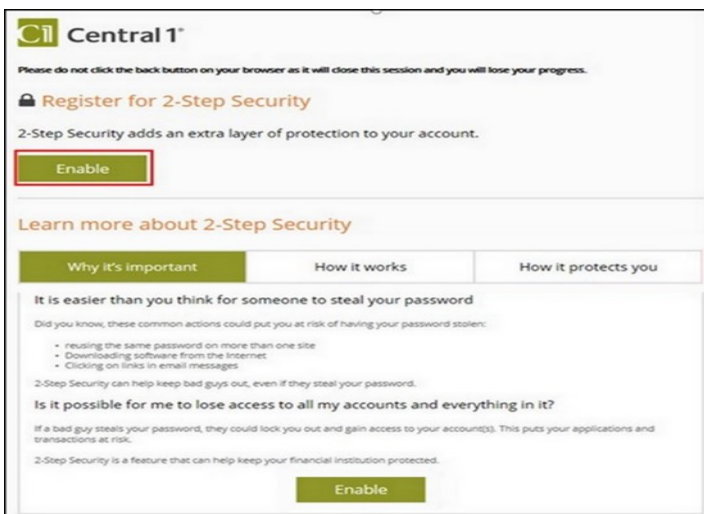 C1 Central 1®
Please do not click the back button on your browser as it will close this session and you will lose your progress.
Register for 2-Step Security
2-Step Security adds an extra layer of protection to your account.
Enable
Learn more about 2-Step Security
Why it's important How it works How it protects you
It is easier than you think for someone to steal your password
Did you know, these common actions could put you at risk of having your password stolen:
• reusing the same password on more than one site
• Downloading software from the Internet
• Clicking on links in email messages
2-Step Security can help keep bad guys out, even if they steal your password.
Is it possible for me to lose access to all my accounts and everything in it?
If a bad guy steals your password, they could lock you out and gain access to your account(s). This puts your applications and
transactions at risk.
2-Step Security is a feature that can help keep your financial institution protected.
Enable